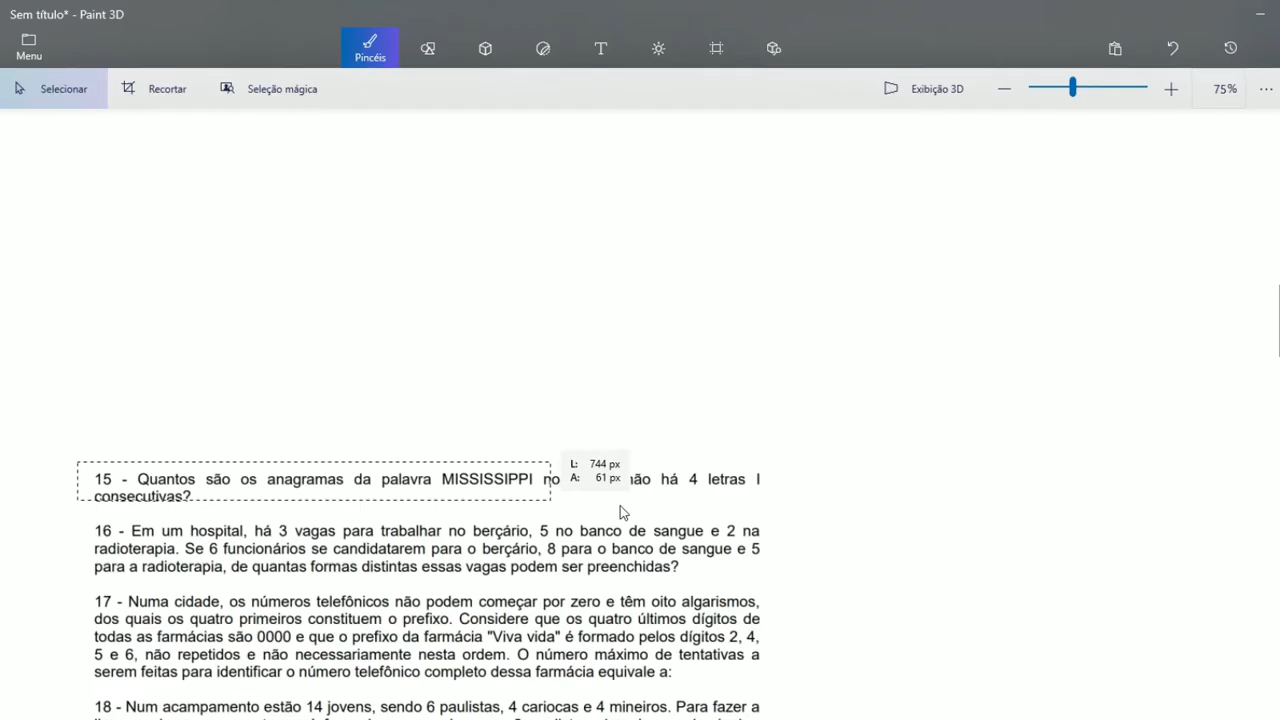 Sem título* - Paint 3D
Menu
Pincéis
Selecionar
Recortar
Seleção mágica
Exibição 3D
75%
L: 744 px
A: 61 px
15 - Quantos são os anagramas da palavra MISSISSIPPI no não há 4 letras I
consecutivas?
16 - Em um hospital, há 3 vagas para trabalhar no berçário, 5 no banco de sangue e 2 na
radioterapia. Se 6 funcionários se candidatarem para o berçário, 8 para o banco de sangue e 5
para a radioterapia, de quantas formas distintas essas vagas podem ser preenchidas?
17 - Numa cidade, os números telefônicos não podem começar por zero e têm oito algarismos,
dos quais os quatro primeiros constituem o prefixo. Considere que os quatro últimos dígitos de
todas as farmácias são 0000 e que o prefixo da farmácia "Viva vida" é formado pelos dígitos 2, 4,
5 e 6, não repetidos e não necessariamente nesta ordem. O número máximo de tentativas a
serem feitas para identificar o número telefônico completo dessa farmácia equivale a:
18 - Num acampamento estão 14 jovens, sendo 6 paulistas, 4 cariocas e 4 mineiros. Para fazer a